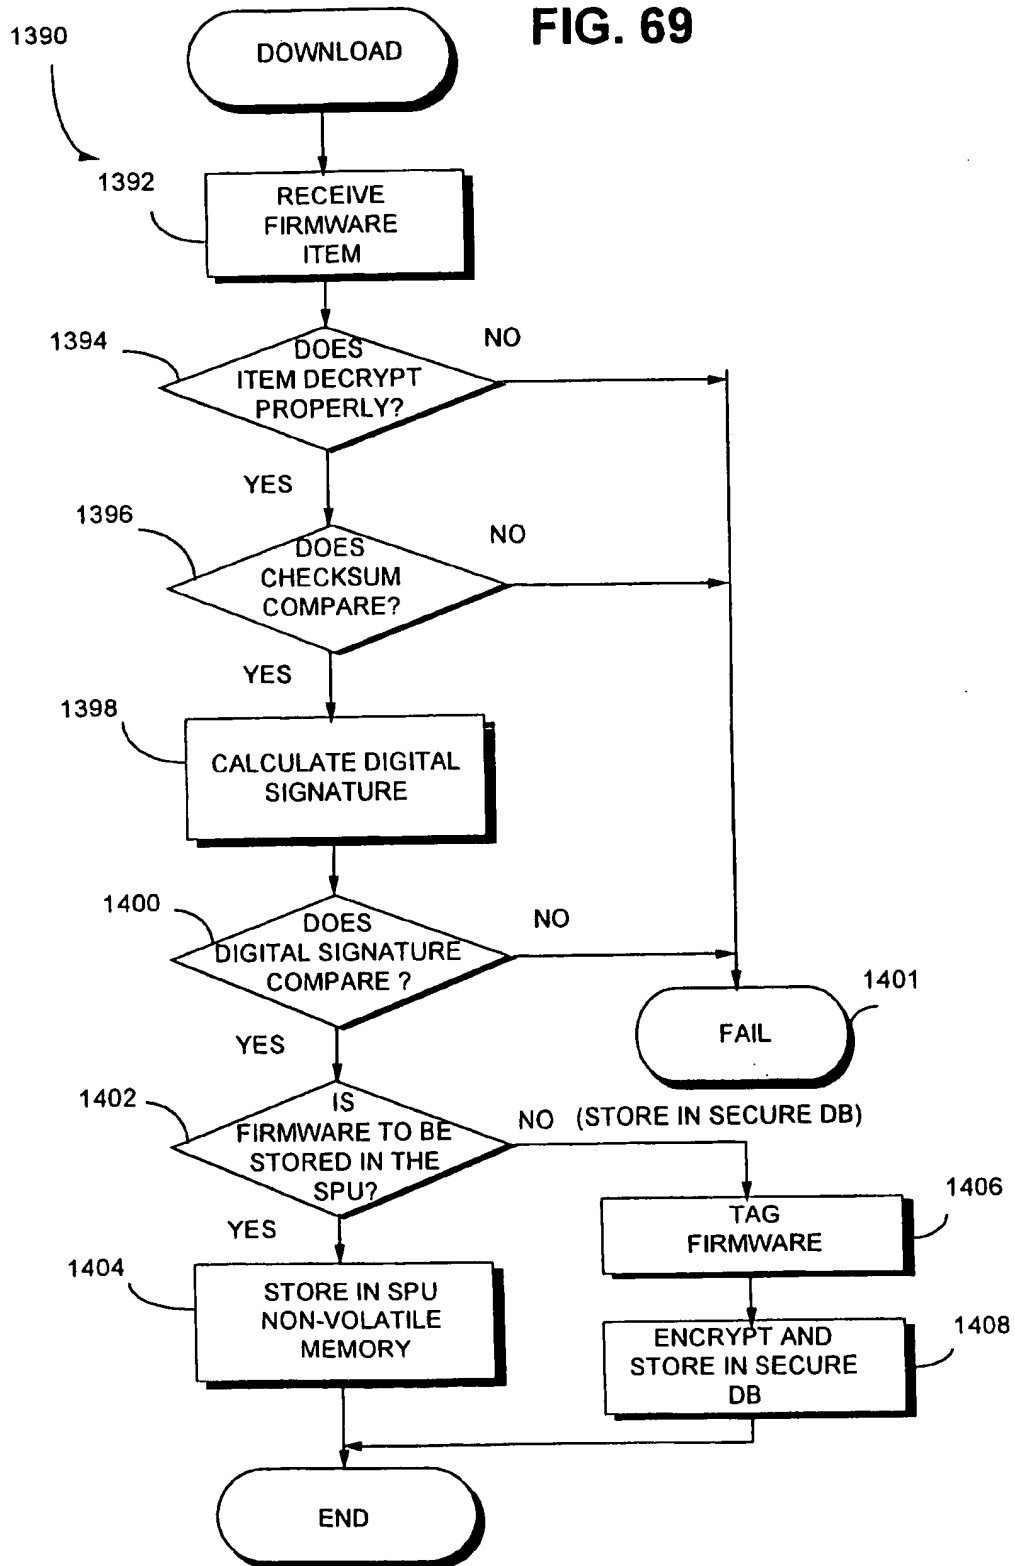 FIG. 69
1390
DOWNLOAD
1392
RECEIVE
FIRMWARE
ITEM
1394
DOES
ITEM DECRYPT
PROPERLY?
NO
YES
1396
DOES
CHECKSUM
COMPARE?
NO
YES
1398
CALCULATE DIGITAL
SIGNATURE
1400
DOES
DIGITAL SIGNATURE
COMPARE ?
NO
1401
FAIL
YES
1402
IS
FIRMWARE TO BE
STORED IN THE
SPU?
NO (STORE IN SECURE DB)
YES
1406
TAG
FIRMWARE
1404
STORE IN SPU
NON-VOLATILE
MEMORY
1408
ENCRYPT AND
STORE IN SECURE
DB
END